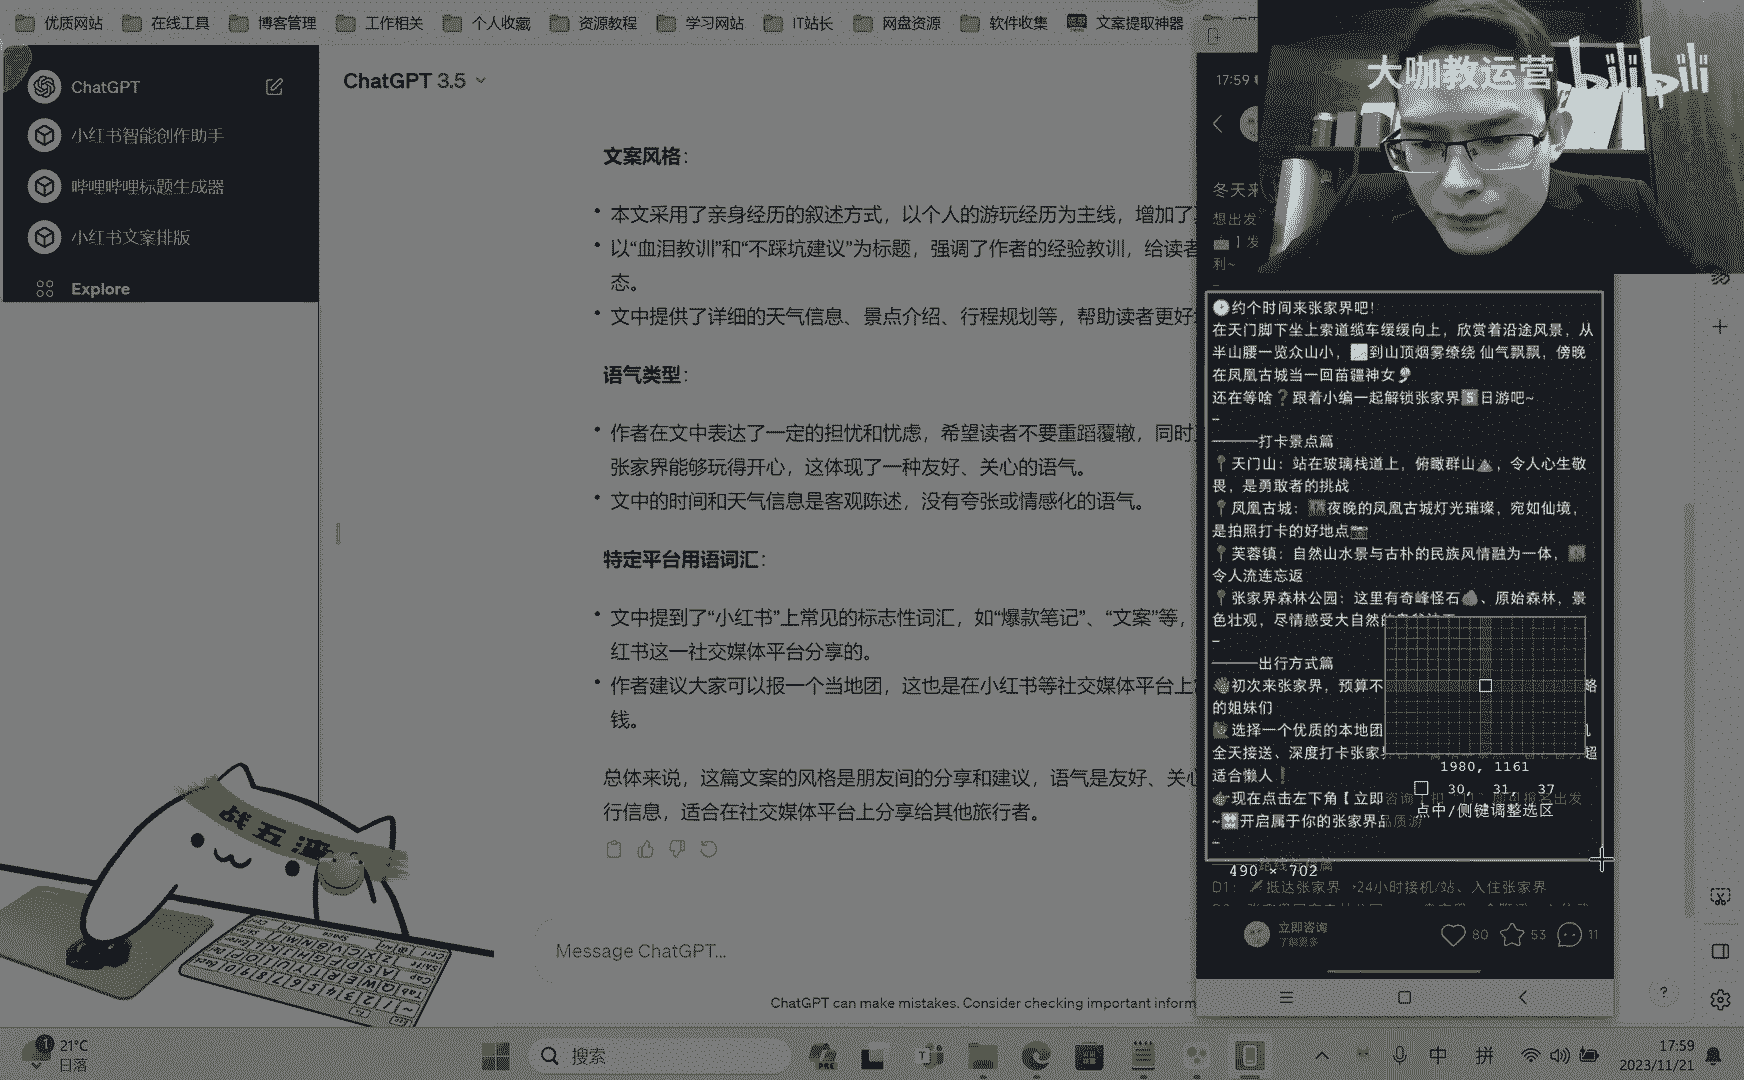 优质网站
在线工具
博客管理
工作相关
个人收藏
资源教程
学习网站
IT站长
网盘资源
软件收集
文案提取神器
大咖教运营
bilibili
ChatGPT
小红书智能创作助手
哔哩哔哩标题生成器
小红书文案排版
Explore
ChatGPT 3.5
文案风格：
本文采用了亲身经历的叙述方式，以个人的游玩经历为主线，增加了
以“血泪教训”和“不踩坑建议”为标题，强调了作者的经验教训，给读者
态。
文中提供了详细的天气信息、景点介绍、行程规划等，帮助读者更好
语气类型：
作者在文中表达了一定的担忧和忧虑，希望读者不要重蹈覆辙，同时
张家界能够玩得开心，这体现了一种友好、关心的语气。
文中的时间和天气信息是客观陈述，没有夸张或情感化的语气。
特定平台用语词汇：
文中提到了“小红书”上常见的标志性词汇，如“爆款笔记”、“文案”等，
红书这一社交媒体平台分享的。
作者建议大家可以报一个当地团，这也是在小红书等社交媒体平台上
钱。
总体来说，这篇文案的风格是朋友间的分享和建议，语气是友好、关
行信息，适合在社交媒体平台上分享给其他旅行者。
Message ChatGPT...
ChatGPT can make mistakes. Consider checking important inform
17:59
冬天来
想出发
】发
利~
约个时间来张家界吧!
在天门脚下坐上索道缆车缓缓向上，欣赏着沿途风景，从
半山腰一览众山小，到山顶烟雾缭绕 仙气飘飘，傍晚
在凤凰古城当一回苗疆神女
还在等啥❓跟着小编一起解锁张家界5日游吧~
-
———打卡景点篇
📍天门山：站在玻璃栈道上，俯瞰群山，令人心生敬
畏，是勇敢者的挑战
📍凤凰古城：夜晚的凤凰古城灯光璀璨，宛如仙境，
是拍照打卡的好地点
📍芙蓉镇：自然山水景与古朴的民族风情融为一体，
令人流连忘返
📍张家界森林公园：这里有奇峰怪石、原始森林，景
色壮观，尽情感受大自然的
-
———出行方式篇
初次来张家界，预算不
略
的姐妹们
选择一个优质的本地团
全天接送、深度打卡张家
超
适合懒人❗
现在点击左下角【立即咨询
出发
~开启属于你的张家界品质游
-
D1：抵达张家界 →24小时接机/站、入住张家界
1980, 1161
30, 31, 37
点中/侧键调整选区
490 × 702
立即咨询
了解更多
80
53
11
战五渣
1
21°C
日落
搜索
PRE
中
拼
17:59
2023/11/21